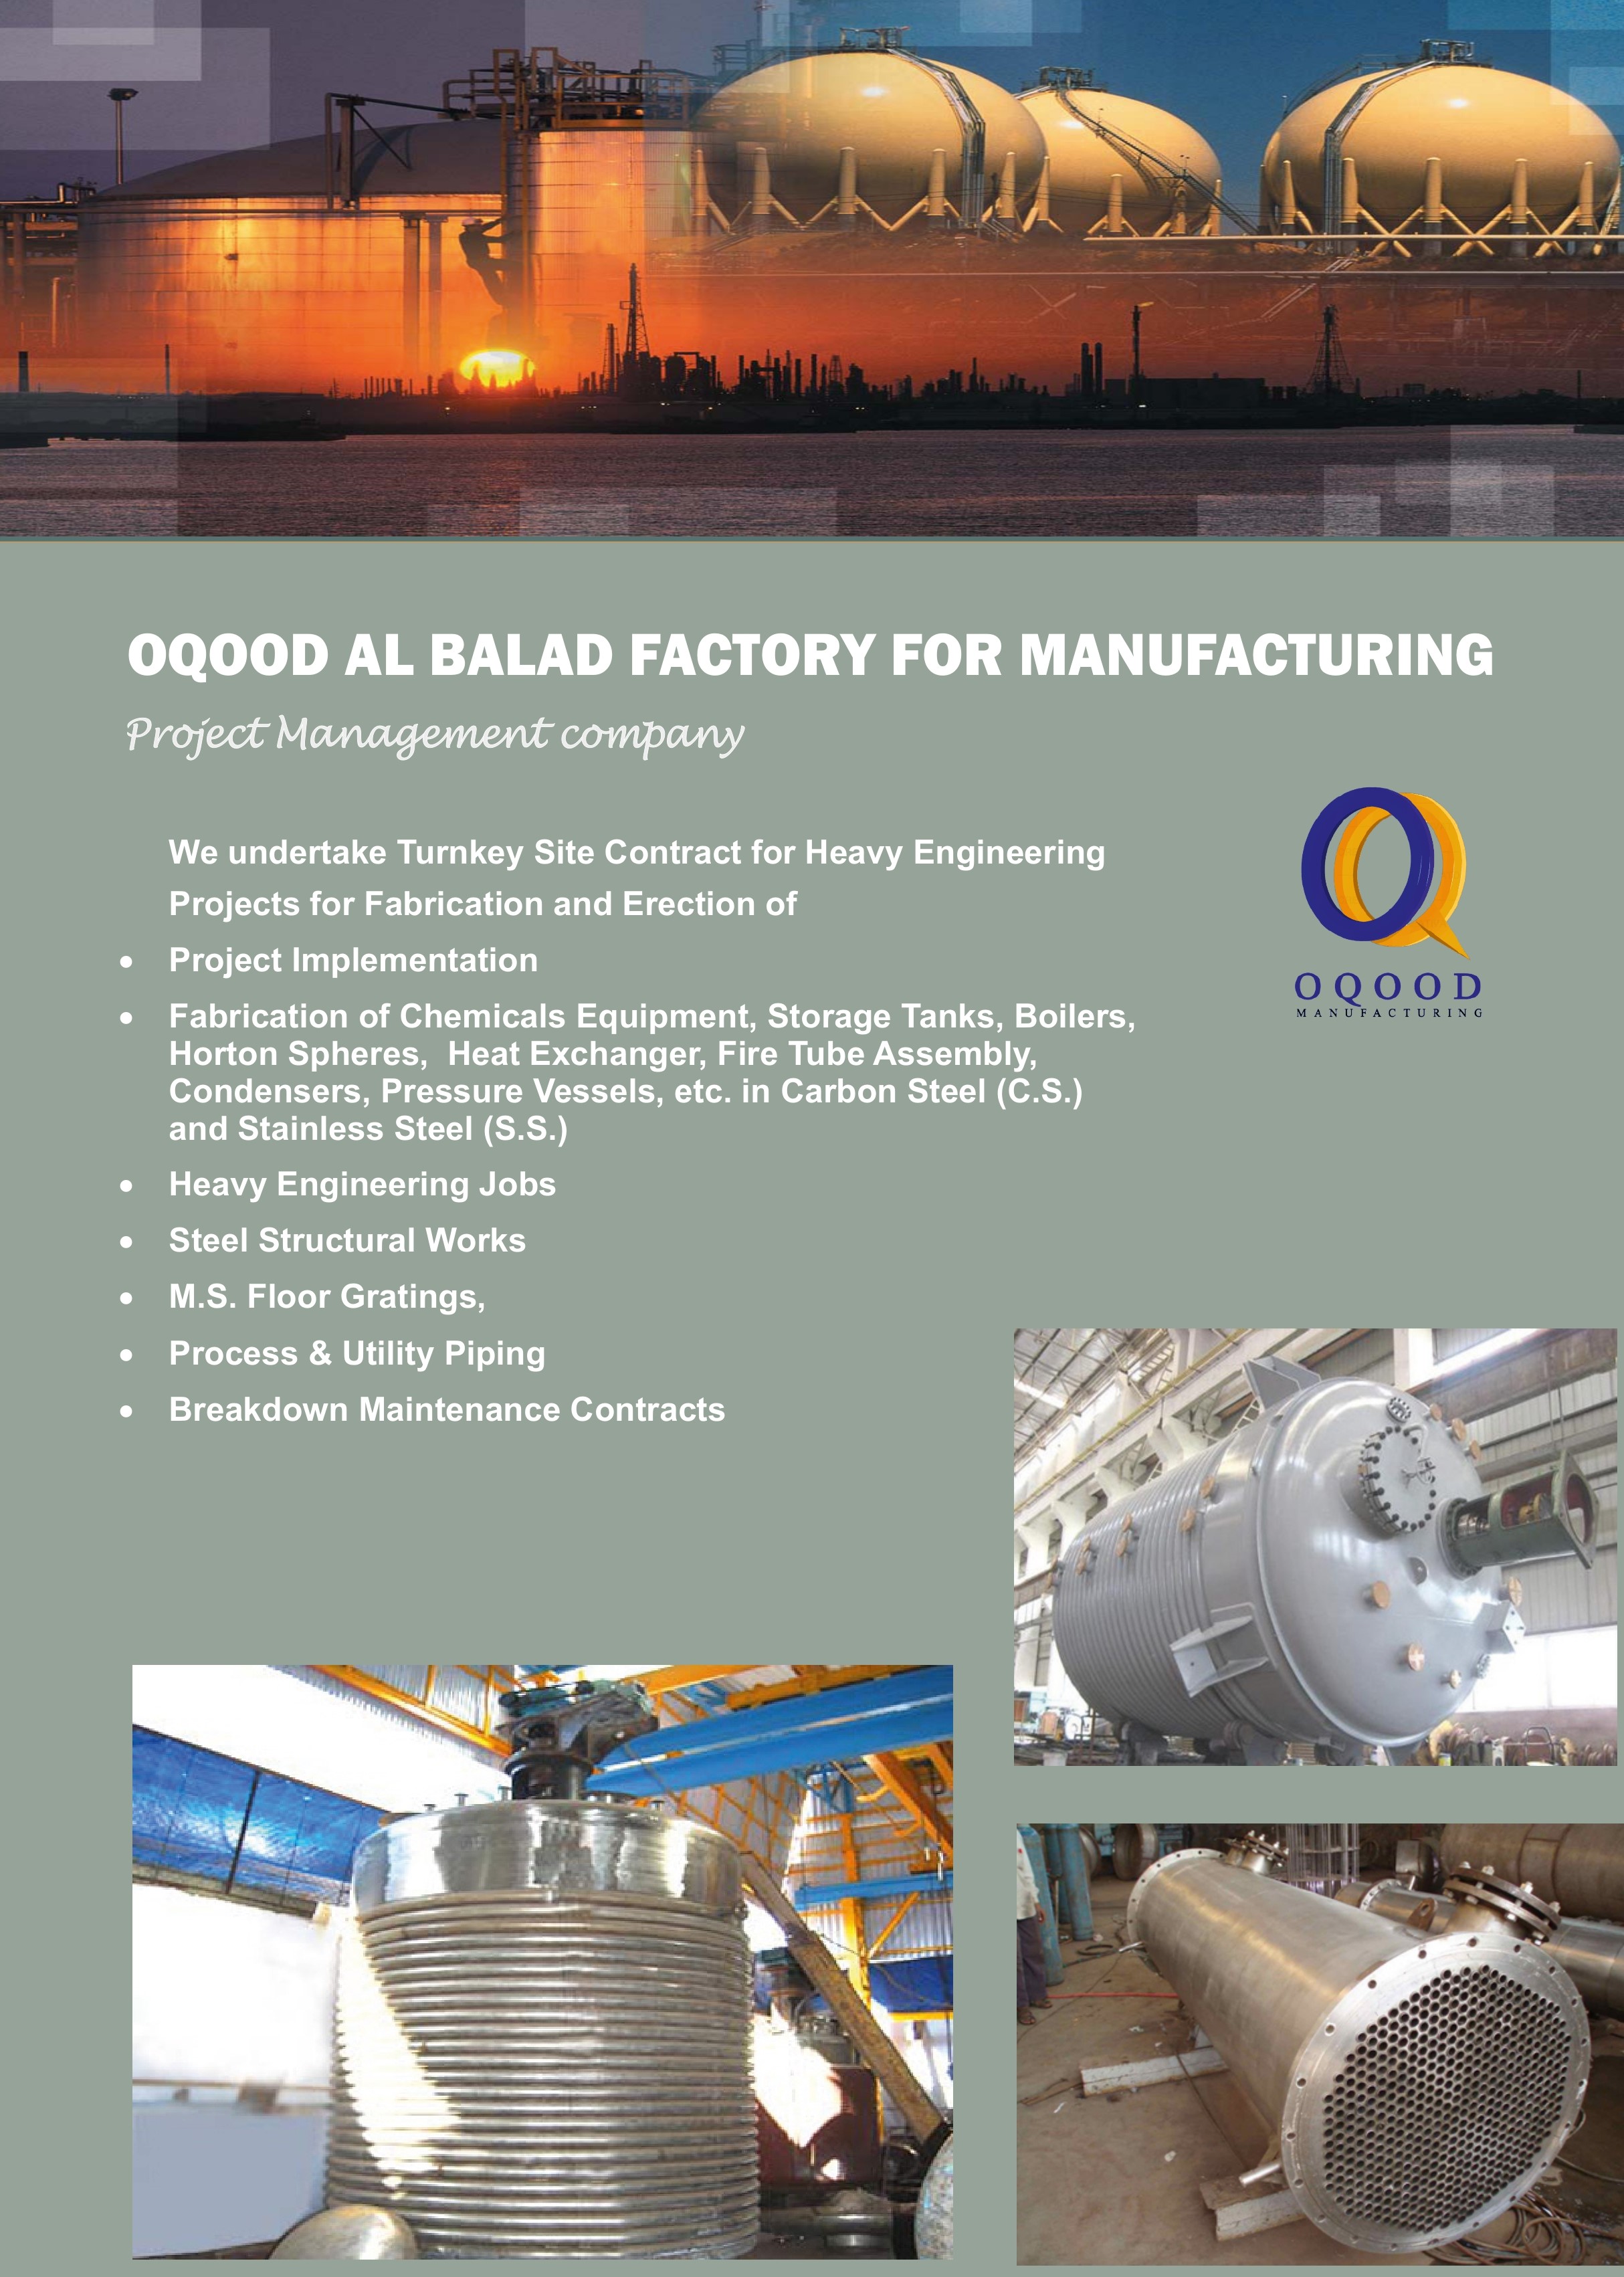 OQOOD AL BALAD FACTORY FOR MANUFACTURING
Project Management company
We undertake Turnkey Site Contract for Heavy Engineering
Projects for Fabrication and Erection of
• Project Implementation
• Fabrication of Chemicals Equipment, Storage Tanks, Boilers,
Horton Spheres,  Heat Exchanger, Fire Tube Assembly,
Condensers, Pressure Vessels, etc. in Carbon Steel (C.S.)
and Stainless Steel (S.S.)
• Heavy Engineering Jobs
• Steel Structural Works
• M.S. Floor Gratings,
• Process & Utility Piping
• Breakdown Maintenance Contracts
OQOOD
MANUFACTURING